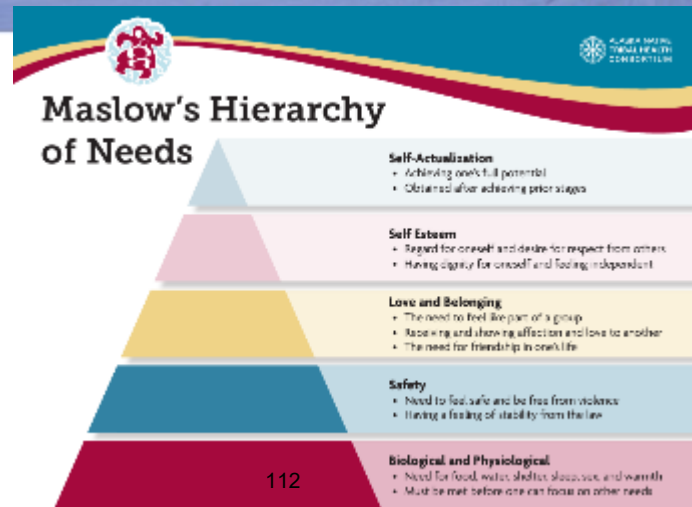 ALASKA NATIVE
TRIBAL HEALTH
CONSORTIUM
Maslow's Hierarchy
of Needs
Self-Actualization
• Achieving one's full potential
• Obtained after achieving prior stages
Self Esteem
• Regard for oneself and desire for respect from others
• Having dignity for oneself and feeling independent
Love and Belonging
• The need to feel like part of a group
• Receiving and showing affection and love to another
• The need for friendship in one's life
Safety
• Need to feel safe and be free from violence
• Having a feeling of stability from the law
Biological and Physiological
• Need for food, water, shelter, sleep, sex, and warmth
• Must be met before one can focus on other needs
112